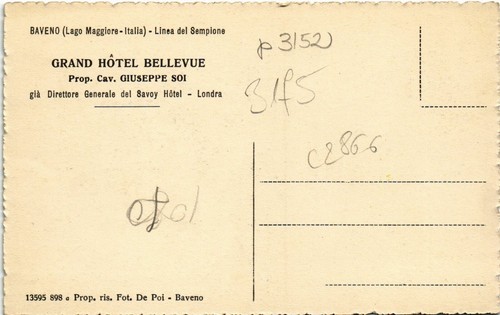 BAVENO (Lago Maggiore-Italia) - Linea del Sempione
GRAND HÔTEL BELLEVUE
Prop. Cav. GIUSEPPE SOI
già Direttore Generale del Savoy Hôtel - Londra
p 3152
c2866
13595 898 a Prop. ris. Fot. De Poi - Baveno